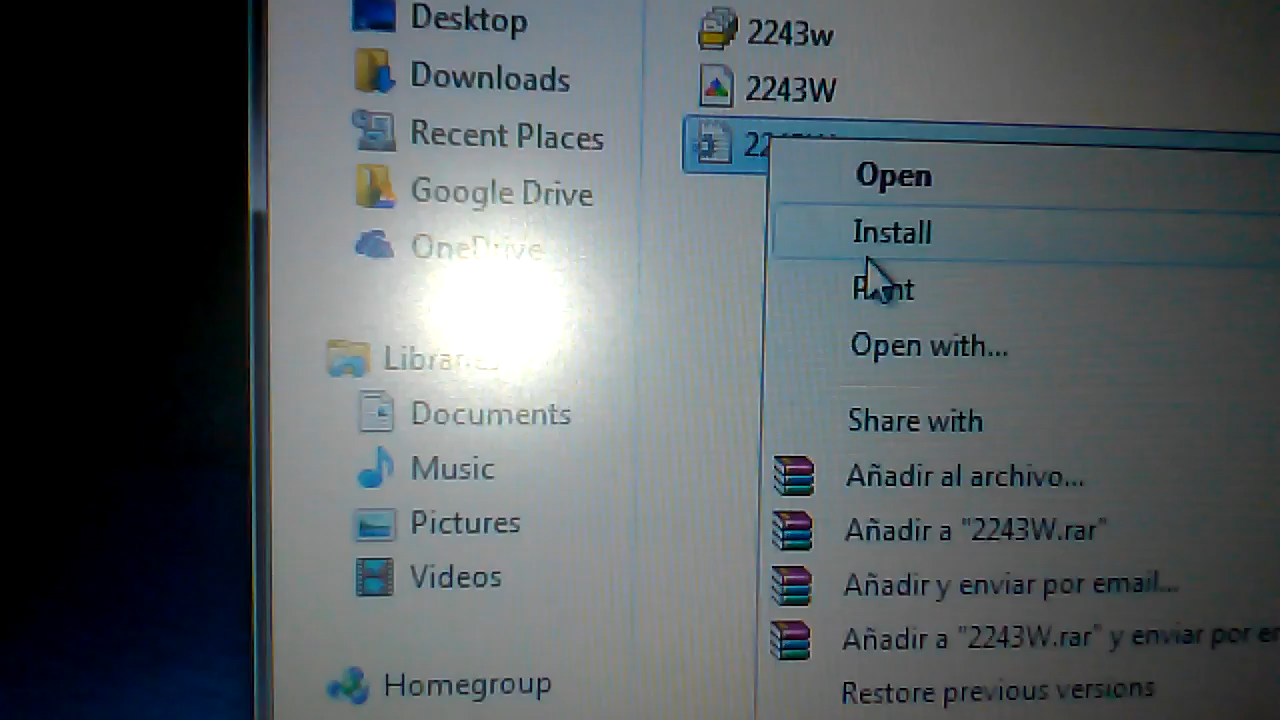 Desktop
Downloads
Recent Places
Google Drive
OneDrive
Documents
Music
Pictures
Videos
Homegroup
2243w
2243W
Open
Install
Open with...
Share with
Añadir al archivo...
Añadir a "2243W.rar"
Añadir y enviar por email...
Añadir a "2243W.rar" y enviar por
Restore previous versions